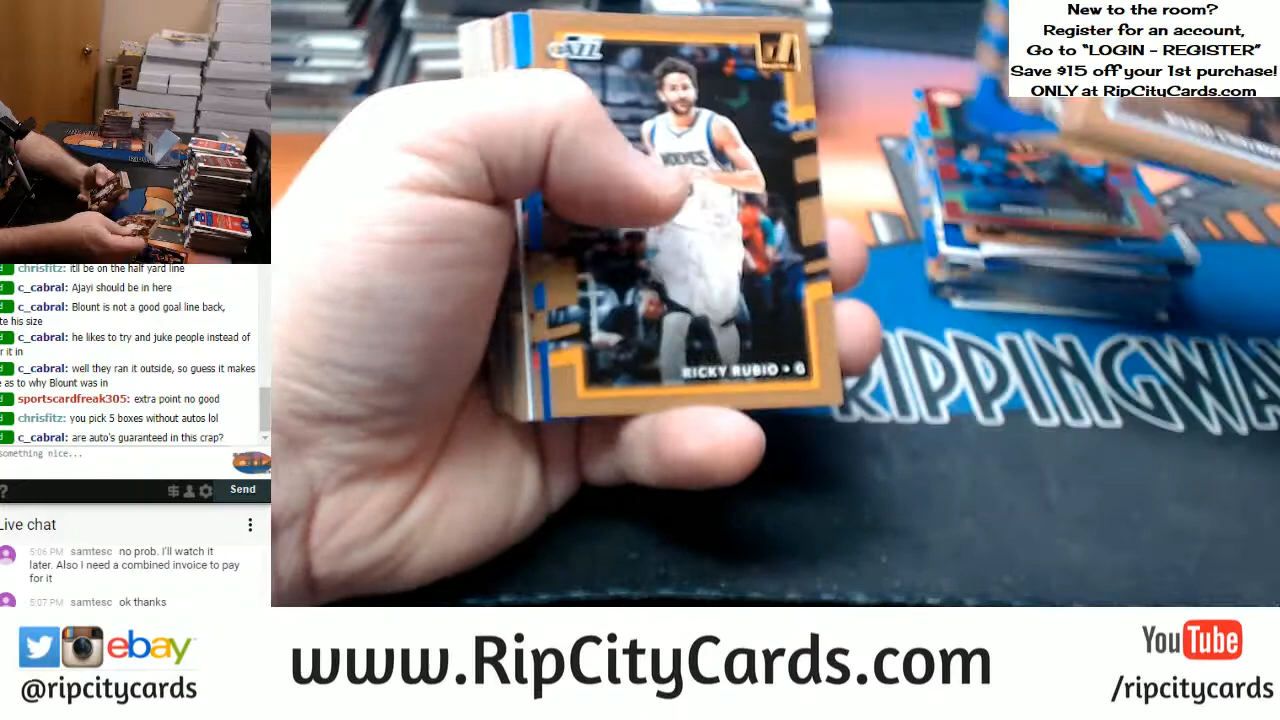 New to the room?
Register for an account,
Go to "LOGIN - REGISTER"
Save $15 off your 1st purchase!
ONLY at RipCityCards.com
WOLVES
RICKY RUBIO • G
RIPPINGWA
chrisfitz: itll be on the half yard line
c_cabral: Ajayi should be in here
c_cabral: Blount is not a good goal line back,
te his size
c_cabral: he likes to try and juke people instead of
r it in
c_cabral: well they ran it outside, so guess it makes
e as to why Blount was in
sportscardfreak305: extra point no good
chrisfitz: you pick 5 boxes without autos lol
c_cabral: are auto's guaranteed in this crap?
something nice...
Send
Live chat
5:06 PM samtesc no prob. I'll watch it
later. Also I need a combined invoice to pay
for it
5:07 PM samtesc ok thanks
ebay
@ripcitycards
www.RipCityCards.com
YouTube
/ripcitycards